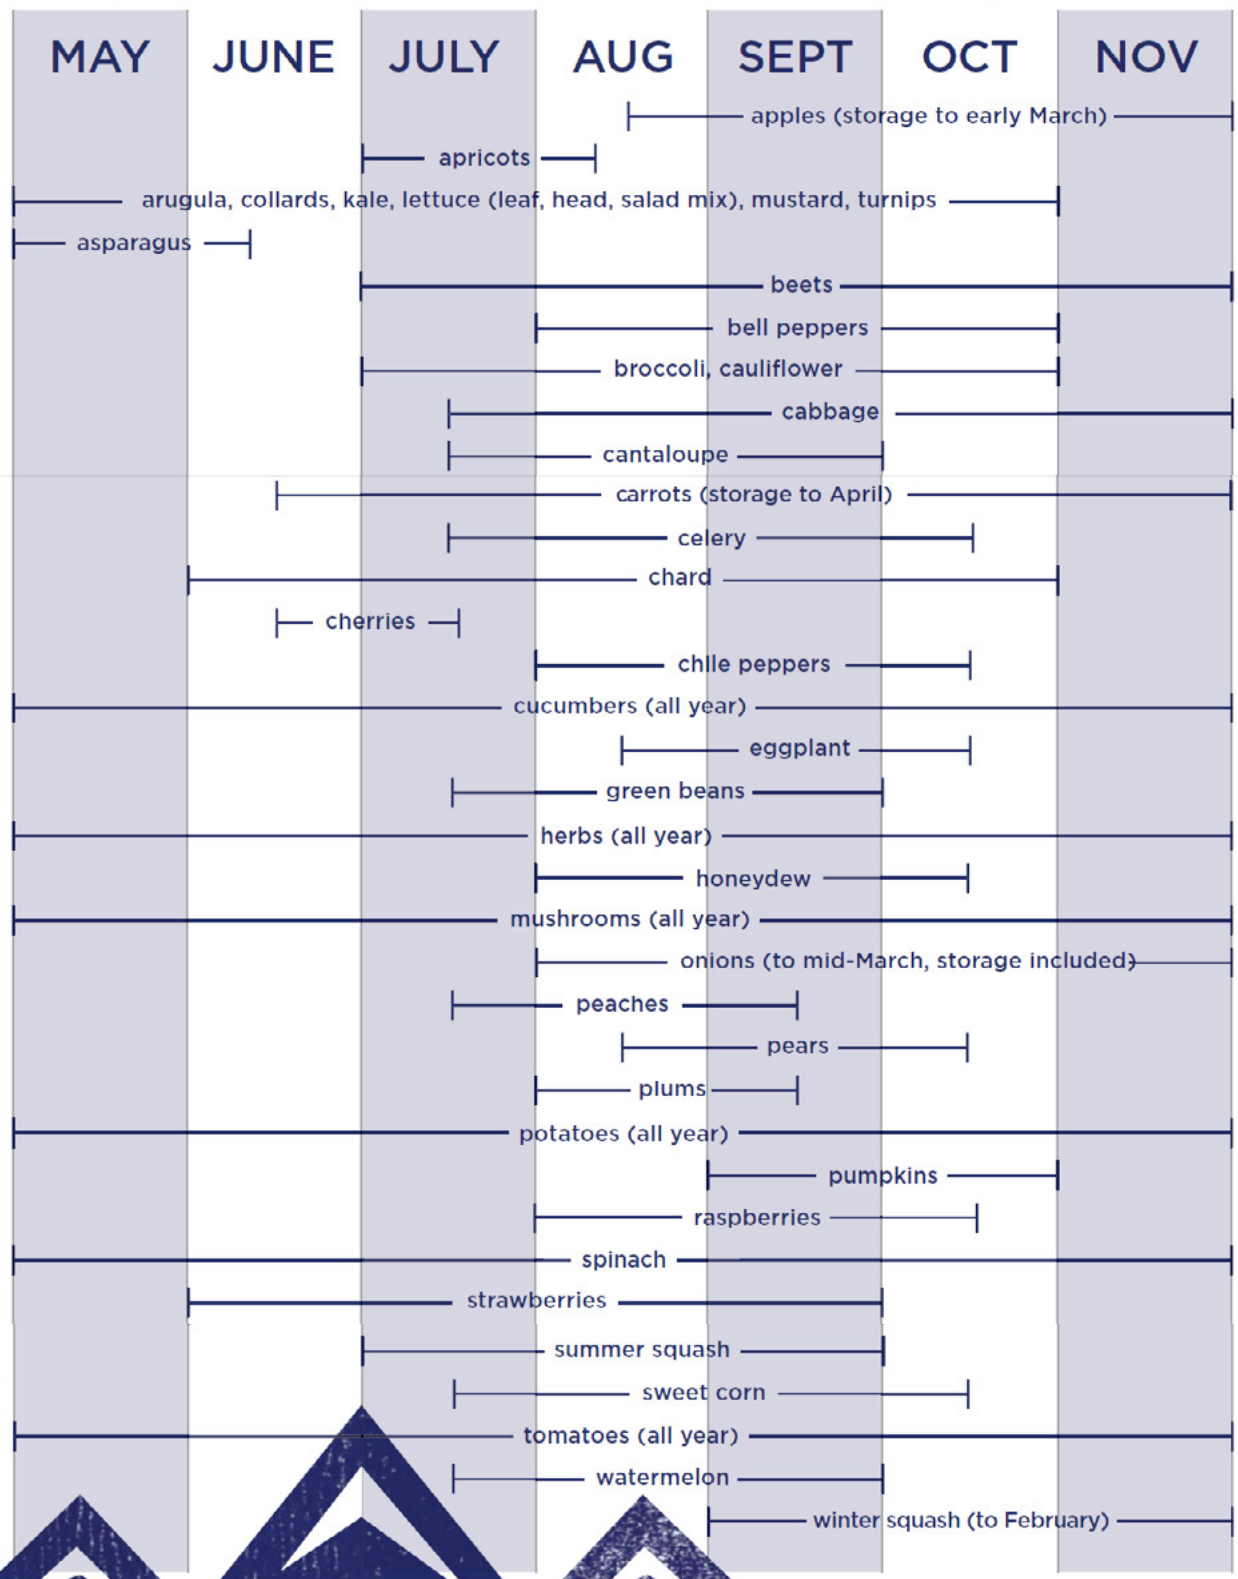 MAY JUNE JULY AUG SEPT OCT NOV
apples (storage to early March)
apricots
arugula, collards, kale, lettuce (leaf, head, salad mix), mustard, turnips
asparagus
beets
bell peppers
broccoli, cauliflower
cabbage
cantaloupe
carrots (storage to April)
celery
chard
cherries
chile peppers
cucumbers (all year)
eggplant
green beans
herbs (all year)
honeydew
mushrooms (all year)
onions (to mid-March, storage included)
peaches
pears
plums
potatoes (all year)
pumpkins
raspberries
spinach
strawberries
summer squash
sweet corn
tomatoes (all year)
watermelon
winter squash (to February)